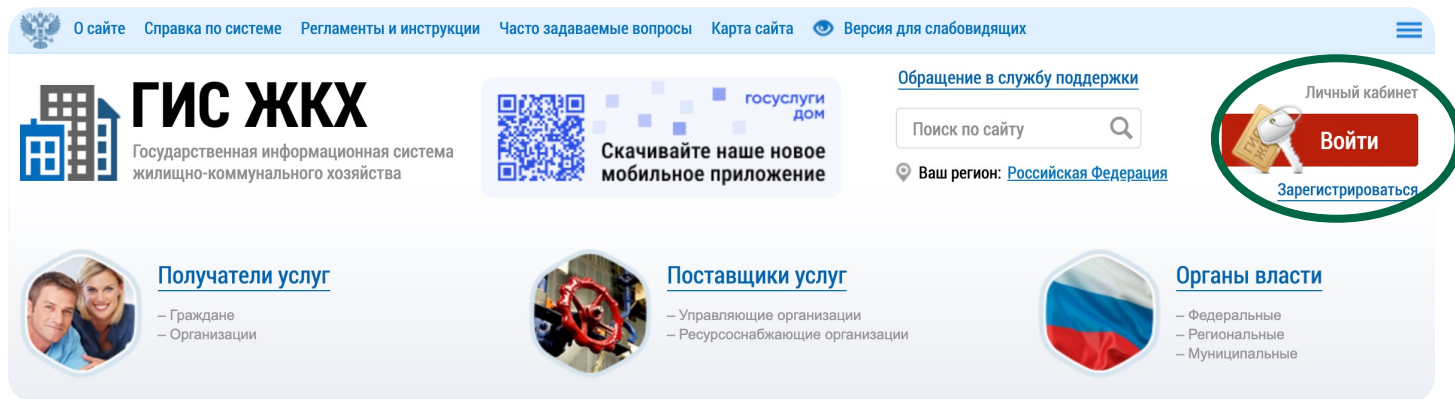 О сайте Справка по системе Регламенты и инструкции Часто задаваемые вопросы Карта сайта Версия для слабовидящих
ГИС ЖКХ
Государственная информационная система
жилищно-коммунального хозяйства
госуслуги
дом
Скачивайте наше новое
мобильное приложение
Обращение в службу поддержки
Поиск по сайту
Ваш регион: Российская Федерация
Личный кабинет
ГИС
Ж
Войти
Зарегистрироваться
Получатели услуг
– Граждане
– Организации
Поставщики услуг
– Управляющие организации
– Ресурсоснабжающие организации
Органы власти
– Федеральные
– Региональные
– Муниципальные